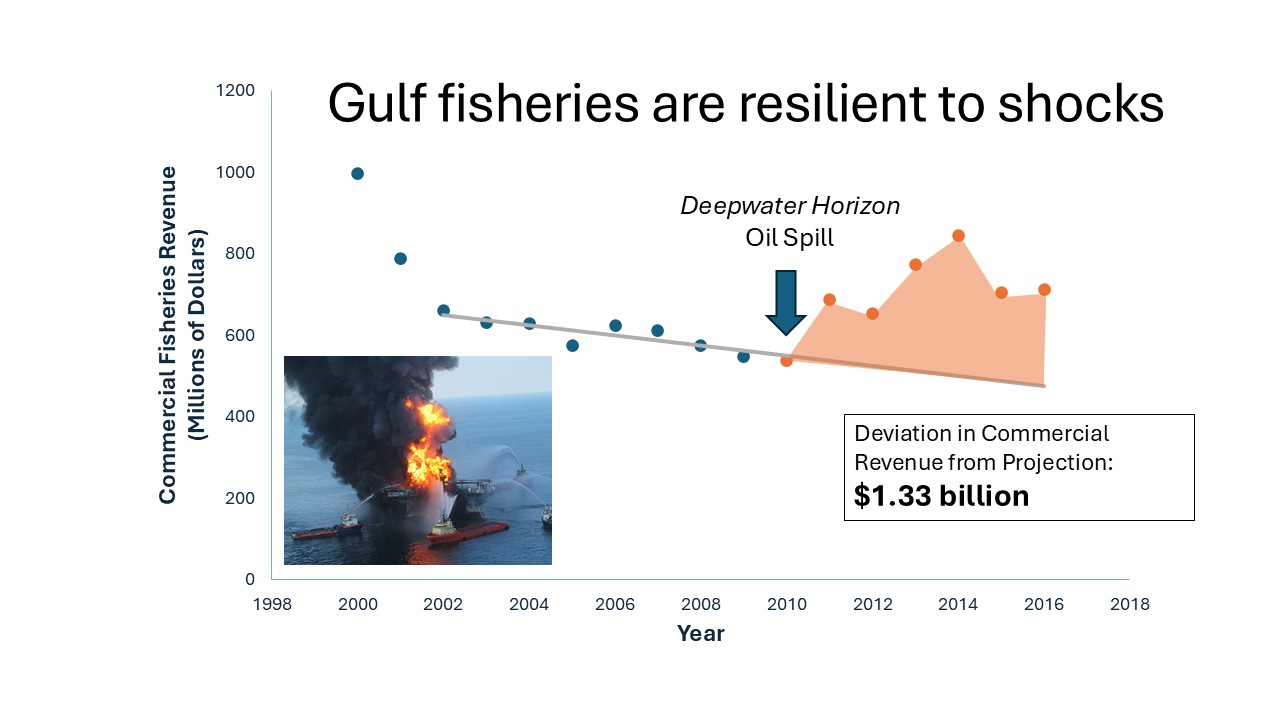 Gulf fisheries are resilient to shocks
Commercial Fisheries Revenue
(Millions of Dollars)
1200
1000
800
600
400
200
0
Deepwater Horizon
Oil Spill
Deviation in Commercial
Revenue from Projection:
$1.33 billion
1998 2000 2002 2004 2006 2008 2010 2012 2014 2016 2018
Year